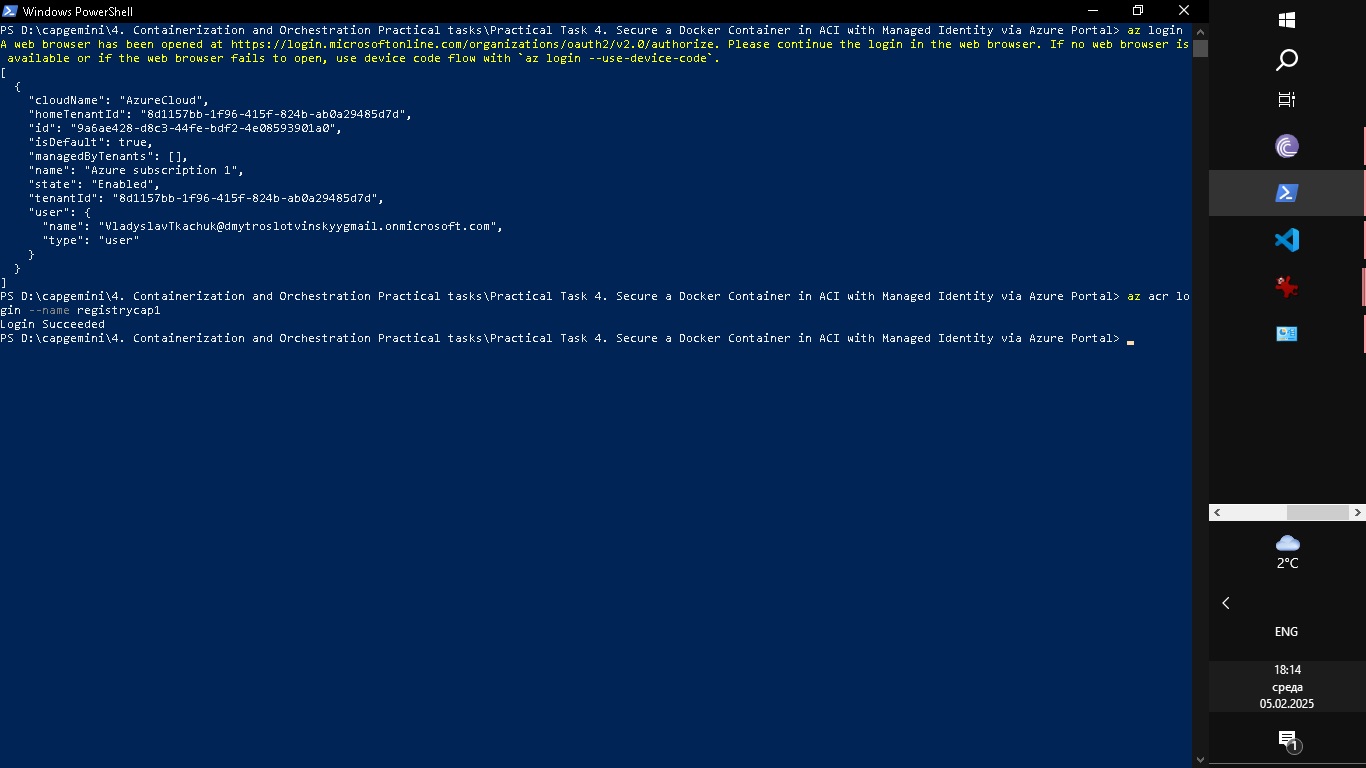 Windows PowerShell
PS D:\capgemini\4. Containerization and Orchestration Practical tasks\Practical Task 4. Secure a Docker Container in ACI with Managed Identity via Azure Portal> az login
A web browser has been opened at https://login.microsoftonline.com/organizations/oauth2/v2.0/authorize. Please continue the login in the web browser. If no web browser is
 available or if the web browser fails to open, use device code flow with `az login --use-device-code`.
[
  {
    "cloudName": "AzureCloud",
    "homeTenantId": "8d1157bb-1f96-415f-824b-ab0a29485d7d",
    "id": "9a6ae428-d8c3-44fe-bdf2-4e08593901a0",
    "isDefault": true,
    "managedByTenants": [],
    "name": "Azure subscription 1",
    "state": "Enabled",
    "tenantId": "8d1157bb-1f96-415f-824b-ab0a29485d7d",
    "user": {
      "name": "VladyslavTkachuk@dmytroslotvinskyygmail.onmicrosoft.com",
      "type": "user"
    }
  }
]
PS D:\capgemini\4. Containerization and Orchestration Practical tasks\Practical Task 4. Secure a Docker Container in ACI with Managed Identity via Azure Portal> az acr lo
gin --name registrycap1
Login Succeeded
PS D:\capgemini\4. Containerization and Orchestration Practical tasks\Practical Task 4. Secure a Docker Container in ACI with Managed Identity via Azure Portal>
2°C
ENG
18:14
среда
05.02.2025
1